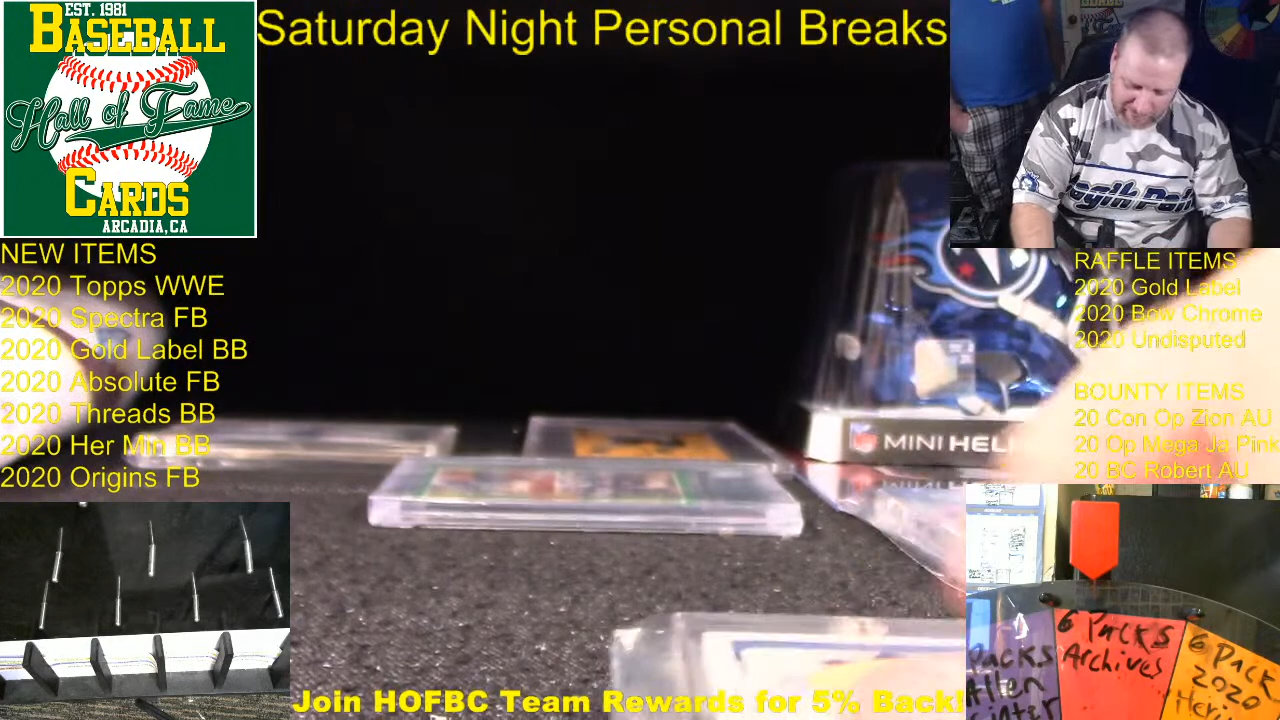 EST. 1981
BASEBALL
Hall of Fame
CARDS
ARCADIA, CA
Saturday Night Personal Breaks
NEW ITEMS
2020 Topps WWE
2020 Spectra FB
2020 Gold Label BB
2020 Absolute FB
2020 Threads BB
2020 Her Min BB
2020 Origins FB
RAFFLE ITEMS
2020 Gold Label
2020 Bow Chrome
2020 Undisputed
BOUNTY ITEMS
20 Con Op Zion AU
20 Op Mega Ja Pink
20 BC Robert AU
MINI HEL
Packs
Allen
6 Packs
Archives
6 Pack
2020
Heri
Join HOFBC Team Rewards for 5% Back!